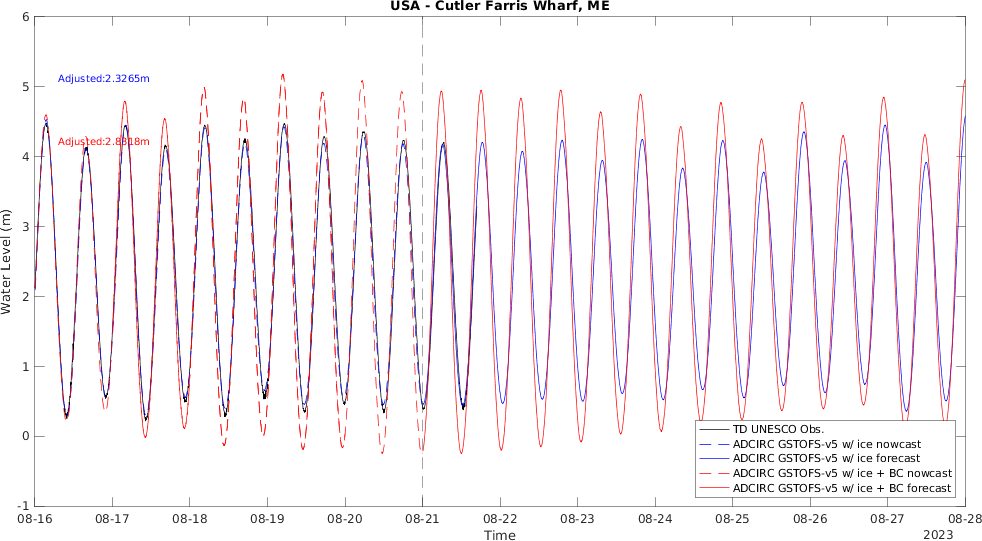 USA - Cutler Farris Wharf, ME
6
5
4
3
2
1
0
-1
Water Level (m)
Adjusted:2.3265m
Adjusted:2.8318m
TD UNESCO Obs.
ADCIRC GSTOFS-v5 w/ ice nowcast
ADCIRC GSTOFS-v5 w/ ice forecast
ADCIRC GSTOFS-v5 w/ ice + BC nowcast
ADCIRC GSTOFS-v5 w/ ice + BC forecast
08-16 08-17 08-18 08-19 08-20 08-21 08-22 08-23 08-24 08-25 08-26 08-27 08-28
Time
2023